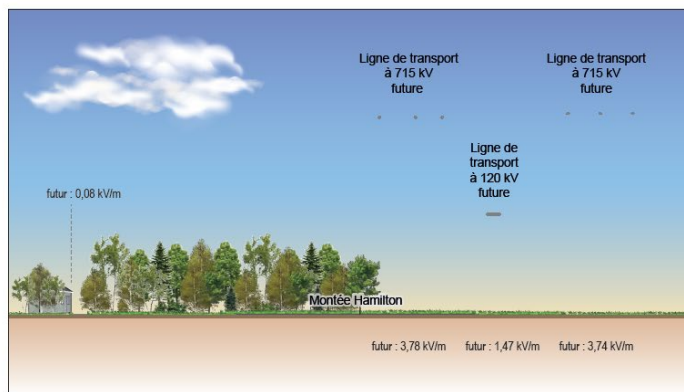 Ligne de transport
à 715 kV
future
Ligne de transport
à 715 kV
future
Ligne de
transport
à 120 kV
future
futur : 0,08 kV/m
Montée Hamilton
futur : 3,78 kV/m
futur : 1,47 kV/m
futur : 3,74 kV/m